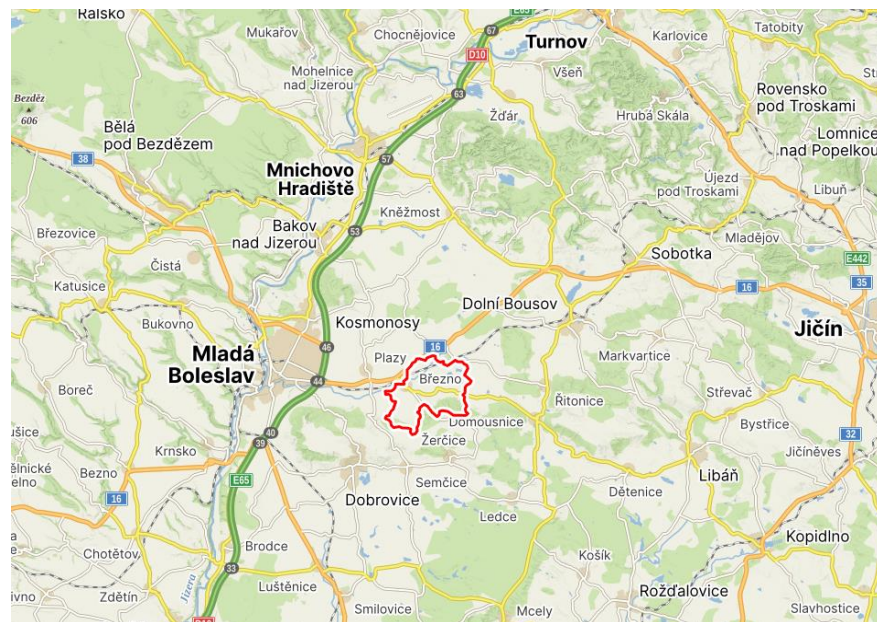 Ralsko
E65
Mukařov
Chocnějovice
67
D10
Turnov
Karlovice
Tatobity
Mohelnice
nad Jizerou
Všeň
Bezděz
606
63
Rovensko
pod Troskami
Žďár
Hrubá Skála
Bělá
pod Bezdězem
Lomnice
nad Popelkou
38
57
Mnichovo
Hradiště
Újezd
pod Troskami
Libuň
Kněžmost
Bakov
nad Jizerou
53
Březovice
Mladějov
Čistá
Sobotka
E442
Katusice
16
35
Dolní Bousov
Bukovno
Kosmonosy
Jičín
46
16
Mladá
Boleslav
Plazy
Markvartice
Březno
44
Boreč
Střevač
Řitonice
Domousnice
Bystřice
40
39
Žerčice
32
Krnsko
Jičíněves
Bezno
E65
Semčice
Libáň
16
Dobrovice
Dětenice
Ledce
Kopidlno
Brodce
Chotětov
Košík
33
Jizera
Luštěnice
Rožďalovice
Zdětín
Smilovice
Mcely
Slavhostice